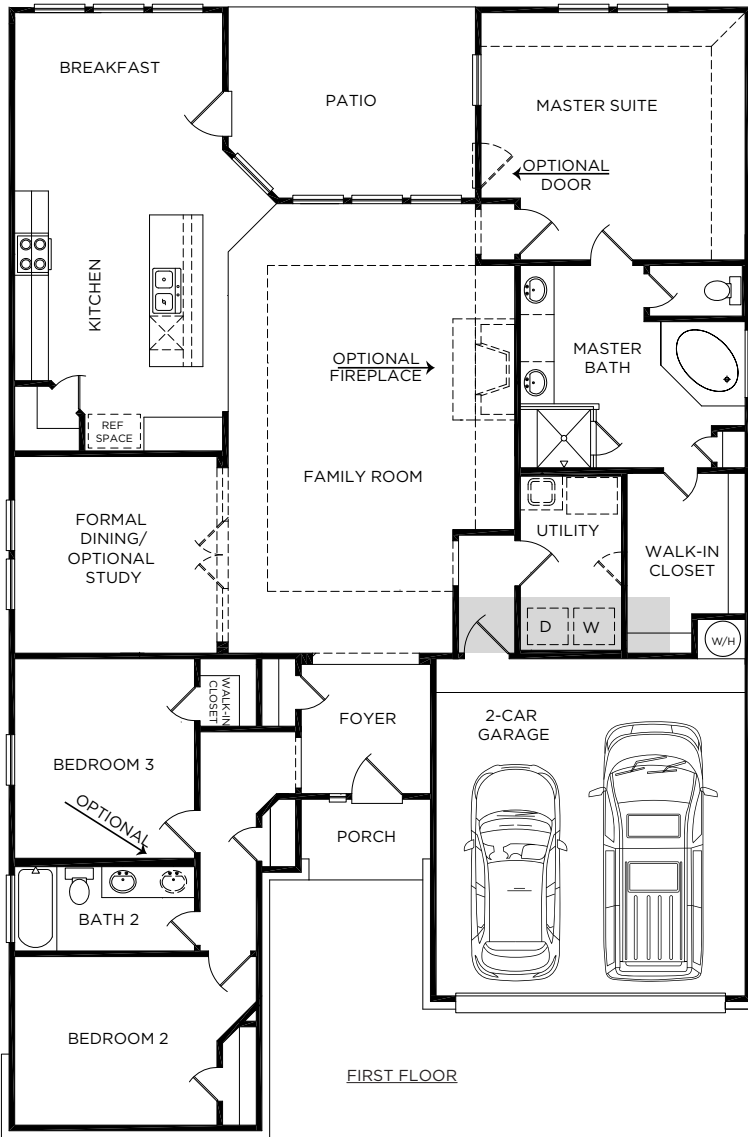 BREAKFAST
PATIO
MASTER SUITE
OPTIONAL
DOOR
KITCHEN
MASTER
BATH
OPTIONAL
FIREPLACE
REF
SPACE
FAMILY ROOM
FORMAL
DINING/
OPTIONAL
STUDY
UTILITY
WALK-IN
CLOSET
D
W
W/H
WALK-IN
CLOSET
FOYER
2-CAR
GARAGE
BEDROOM 3
OPTIONAL
PORCH
BATH 2
BEDROOM 2
FIRST FLOOR